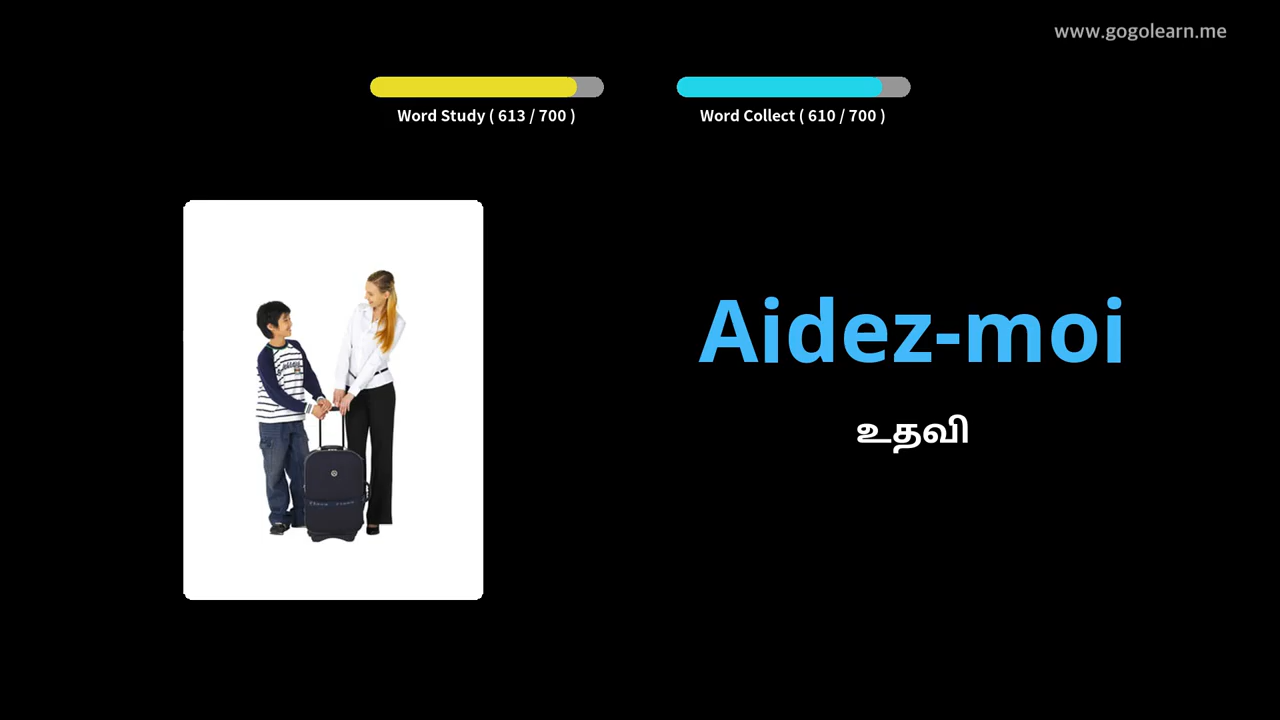 www.gogolearn.me
Word Study ( 613 / 700 )
Word Collect ( 610 / 700 )
Aidez-moi
உதவி